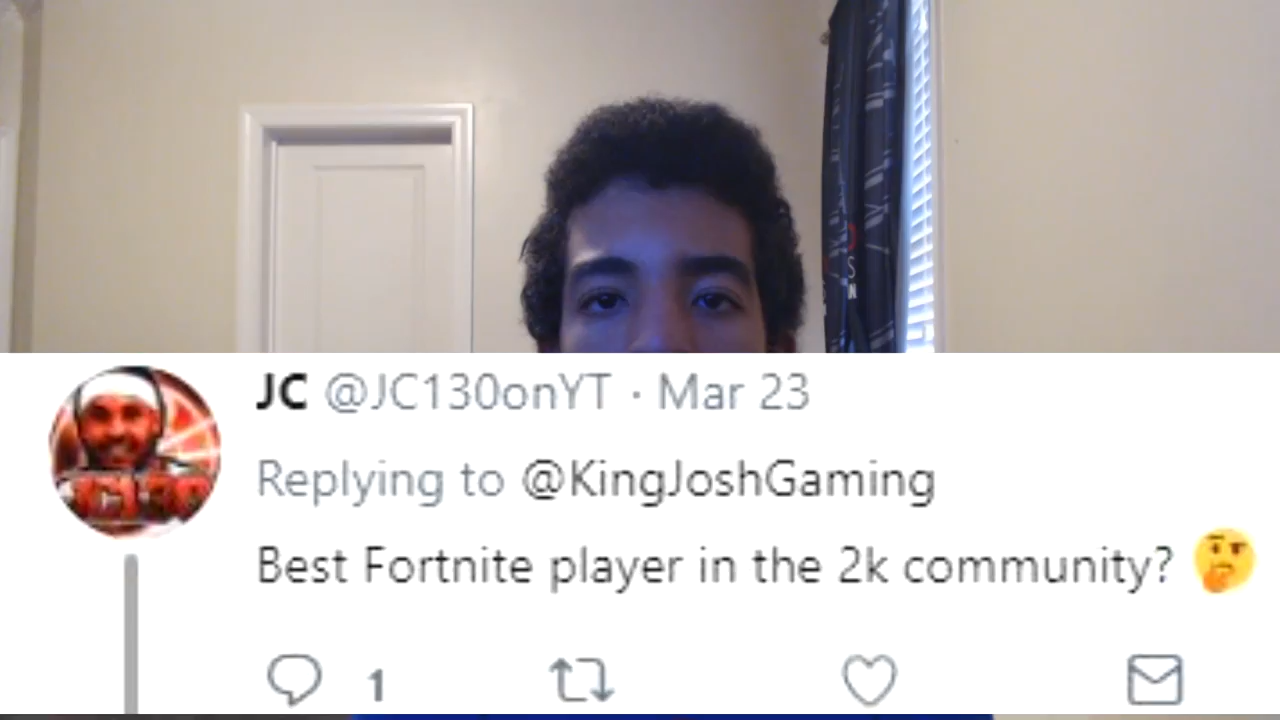 JC @JC130onYT · Mar 23
Replying to @KingJoshGaming
Best Fortnite player in the 2k community? 🤔
1